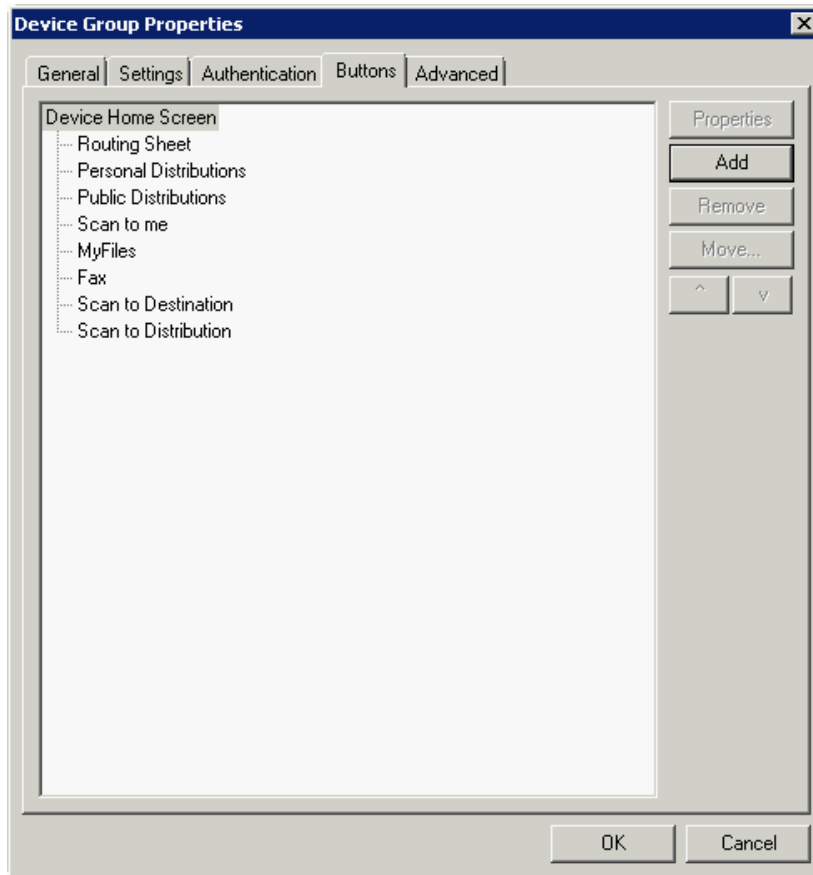 Device Group Properties
General Settings Authentication Buttons Advanced
Device Home Screen
Properties
Routing Sheet
Personal Distributions
Add
Public Distributions
Remove
Scan to me
MyFiles
Move...
Fax
^ v
Scan to Destination
Scan to Distribution
OK Cancel